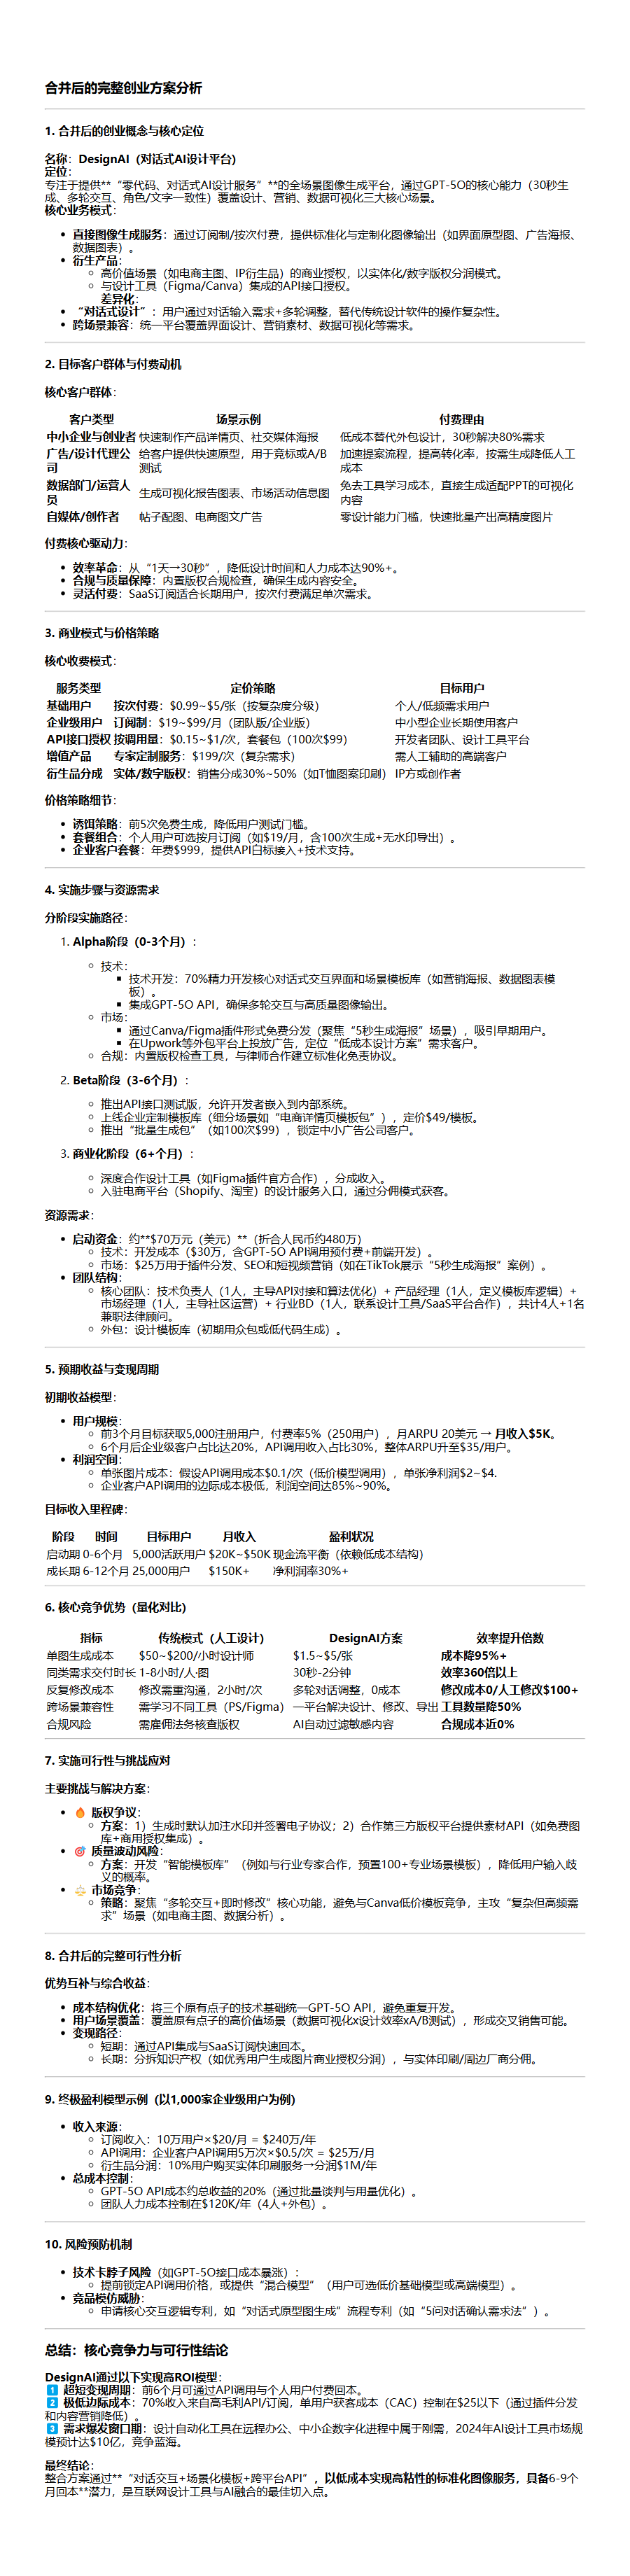 合并后的完整创业方案分析
1. 合并后的创业概念与核心定位
名称：DesignAI（对话式AI设计平台）
定位：
专注于提供**“零代码、对话式AI设计服务”**的全场景图像生成平台，通过GPT-5O的核心能力（30秒生
成、多轮交互、角色/文字一致性）覆盖设计、营销、数据可视化三大核心场景。
核心业务模式：
• 直接图像生成服务：通过订阅制/按次付费，提供标准化与定制化图像输出（如界面原型图、广告海报、
数据图表）。
• 衍生产品：
◦ 高价值场景（如电商主图、IP衍生品）的商业授权，以实体化/数字版权分润模式。
◦ 与设计工具（Figma/Canva）集成的API接口授权。
差异化：
• “对话式设计”：用户通过对话输入需求+多轮调整，替代传统设计软件的操作复杂性。
• 跨场景兼容：统一平台覆盖界面设计、营销素材、数据可视化等需求。
2. 目标客户群体与付费动机
核心客户群体：
客户类型 场景示例 付费理由
中小企业与创业者 快速制作产品详情页、社交媒体海报 低成本替代外包设计，30秒解决80%需求
广告/设计代理公 给客户提供快速原型，用于竞标或A/B 加速提案流程，提高转化率，按需生成降低人工
司 测试 成本
数据部门/运营人 生成可视化报告图表、市场活动信息图 免去工具学习成本，直接生成适配PPT的可视化
员 内容
自媒体/创作者 帖子配图、电商图文广告 零设计能力门槛，快速批量产出高精度图片
付费核心驱动力：
• 效率革命：从“1天→30秒”，降低设计时间和人力成本达90%+。
• 合规与质量保障：内置版权合规检查，确保生成内容安全。
• 灵活付费：SaaS订阅适合长期用户，按次付费满足单次需求。
3. 商业模式与价格策略
核心收费模式：
服务类型 定价策略 目标用户
基础用户 按次付费：$0.99~$5/张（按复杂度分级） 个人/低频需求用户
企业级用户 订阅制：$19~$99/月（团队版/企业版） 中小型企业长期使用客户
API接口授权 按调用量：$0.15~$1/次，套餐包（100次$99） 开发者团队、设计工具平台
增值产品 专家定制服务：$199/次（复杂需求） 需人工辅助的高端客户
衍生品分成 实体/数字版权：销售分成30%~50%（如T恤图案印刷） IP方或创作者
价格策略细节：
• 诱饵策略：前5次免费生成，降低用户测试门槛。
• 套餐组合：个人用户可选按月订阅（如$19/月，含100次生成+无水印导出）。
• 企业客户套餐：年费$999，提供API白标接入+技术支持。
4. 实施步骤与资源需求
分阶段实施路径：
1. Alpha阶段（0-3个月）：
◦ 技术：
▪ 技术开发：70%精力开发核心对话式交互界面和场景模板库（如营销海报、数据图表模
板）。
▪ 集成GPT-5O API，确保多轮交互与高质量图像输出。
◦ 市场：
▪ 通过Canva/Figma插件形式免费分发（聚焦“5秒生成海报”场景），吸引早期用户。
▪ 在Upwork等外包平台上投放广告，定位“低成本设计方案”需求客户。
◦ 合规：内置版权检查工具，与律师合作建立标准化免责协议。
2. Beta阶段（3-6个月）：
◦ 推出API接口测试版，允许开发者嵌入到内部系统。
◦ 上线企业定制模板库（细分场景如“电商详情页模板包”），定价$49/模板。
◦ 推出“批量生成包”（如100次$99），锁定中小广告公司客户。
3. 商业化阶段（6+个月）：
◦ 深度合作设计工具（如Figma插件官方合作），分成收入。
◦ 入驻电商平台（Shopify、淘宝）的设计服务入口，通过分佣模式获客。
资源需求：
• 启动资金：约**$70万元（美元）**（折合人民币约480万）
◦ 技术：开发成本（$30万，含GPT-5O API调用预付费+前端开发）。
◦ 市场：$25万用于插件分发、SEO和短视频营销（如在TikTok展示“5秒生成海报”案例）。
• 团队结构：
◦ 核心团队：技术负责人（1人，主导API对接和算法优化）+ 产品经理（1人，定义模板库逻辑）+
市场经理（1人，主导社区运营）+ 行业BD（1人，联系设计工具/SaaS平台合作），共计4人+1名
兼职法律顾问。
◦ 外包：设计模板库（初期用众包或低代码生成）。
5. 预期收益与变现周期
初期收益模型：
• 用户规模：
◦ 前3个月目标获取5,000注册用户，付费率5%（250用户），月ARPU 20美元 → 月收入$5K。
◦ 6个月后企业级客户占比达20%，API调用收入占比30%，整体ARPU升至$35/用户。
• 利润空间：
◦ 单张图片成本：假设API调用成本$0.1/次（低价模型调用），单张净利润$2~$4.
◦ 企业客户API调用的边际成本极低，利润空间达85%~90%。
目标收入里程碑：
阶段 时间 目标用户 月收入 盈利状况
启动期 0-6个月 5,000活跃用户 $20K~$50K 现金流平衡（依赖低成本结构）
成长期 6-12个月 25,000用户 $150K+ 净利润率30%+
6. 核心竞争优势（量化对比）
指标 传统模式（人工设计） DesignAI方案 效率提升倍数
单图生成成本 $50~$200/小时设计师 $1.5~$5/张 成本降95%+
同类需求交付时长 1-8小时/人·图 30秒-2分钟 效率360倍以上
反复修改成本 修改需重沟通，2小时/次 多轮对话调整，0成本 修改成本0/人工修改$100+
跨场景兼容性 需学习不同工具（PS/Figma） 一平台解决设计、修改、导出 工具数量降50%
合规风险 需雇佣法务核查版权 AI自动过滤敏感内容 合规成本近0%
7. 实施可行性与挑战应对
主要挑战与解决方案：
• 🔥 版权争议：
◦ 方案：1）生成时默认加注水印并签署电子协议；2）合作第三方版权平台提供素材API（如免费图
库+商用授权集成）。
• 🎯 质量波动风险：
◦ 方案：开发“智能模板库”（例如与行业专家合作，预置100+专业场景模板），降低用户输入歧
义的概率。
• ⚖️ 市场竞争：
◦ 策略：聚焦“多轮交互+即时修改”核心功能，避免与Canva低价模板竞争，主攻“复杂但高频需
求”场景（如电商主图、数据分析）。
8. 合并后的完整可行性分析
优势互补与综合收益：
• 成本结构优化：将三个原有点子的技术基础统一GPT-5O API，避免重复开发。
• 用户场景覆盖：覆盖原有点子的高价值场景（数据可视化x设计效率xA/B测试），形成交叉销售可能。
• 变现路径：
◦ 短期：通过API集成与SaaS订阅快速回本。
◦ 长期：分拆知识产权（如优秀用户生成图片商业授权分润），与实体印刷/周边厂商分佣。
9. 终极盈利模型示例（以1,000家企业级用户为例）
• 收入来源：
◦ 订阅收入：10万用户×$20/月 = $240万/年
◦ API调用：企业客户API调用5万次×$0.5/次 = $25万/月
◦ 衍生品分润：10%用户购买实体印刷服务→分润$1M/年
• 总成本控制：
◦ GPT-5O API成本约总收益的20%（通过批量谈判与用量优化）。
◦ 团队人力成本控制在$120K/年（4人+外包）。
10. 风险预防机制
• 技术卡脖子风险（如GPT-5O接口成本暴涨）：
◦ 提前锁定API调用价格，或提供“混合模型”（用户可选低价基础模型或高端模型）。
• 竞品模仿威胁：
◦ 申请核心交互逻辑专利，如“对话式原型图生成”流程专利（如“5问对话确认需求法”）。
总结：核心竞争力与可行性结论
DesignAI通过以下实现高ROI模型：
1️⃣ 超短变现周期：前6个月可通过API调用与个人用户付费回本。
2️⃣ 极低边际成本：70%收入来自高毛利API/订阅，单用户获客成本（CAC）控制在$25以下（通过插件分发
和内容营销降低）。
3️⃣ 需求爆发窗口期：设计自动化工具在远程办公、中小企数字化进程中属于刚需，2024年AI设计工具市场规
模预计达$10亿，竞争蓝海。
最终结论：
整合方案通过**“对话交互+场景化模板+跨平台API”，以低成本实现高粘性的标准化图像服务，具备6-9个
月回本**潜力，是互联网设计工具与AI融合的最佳切入点。